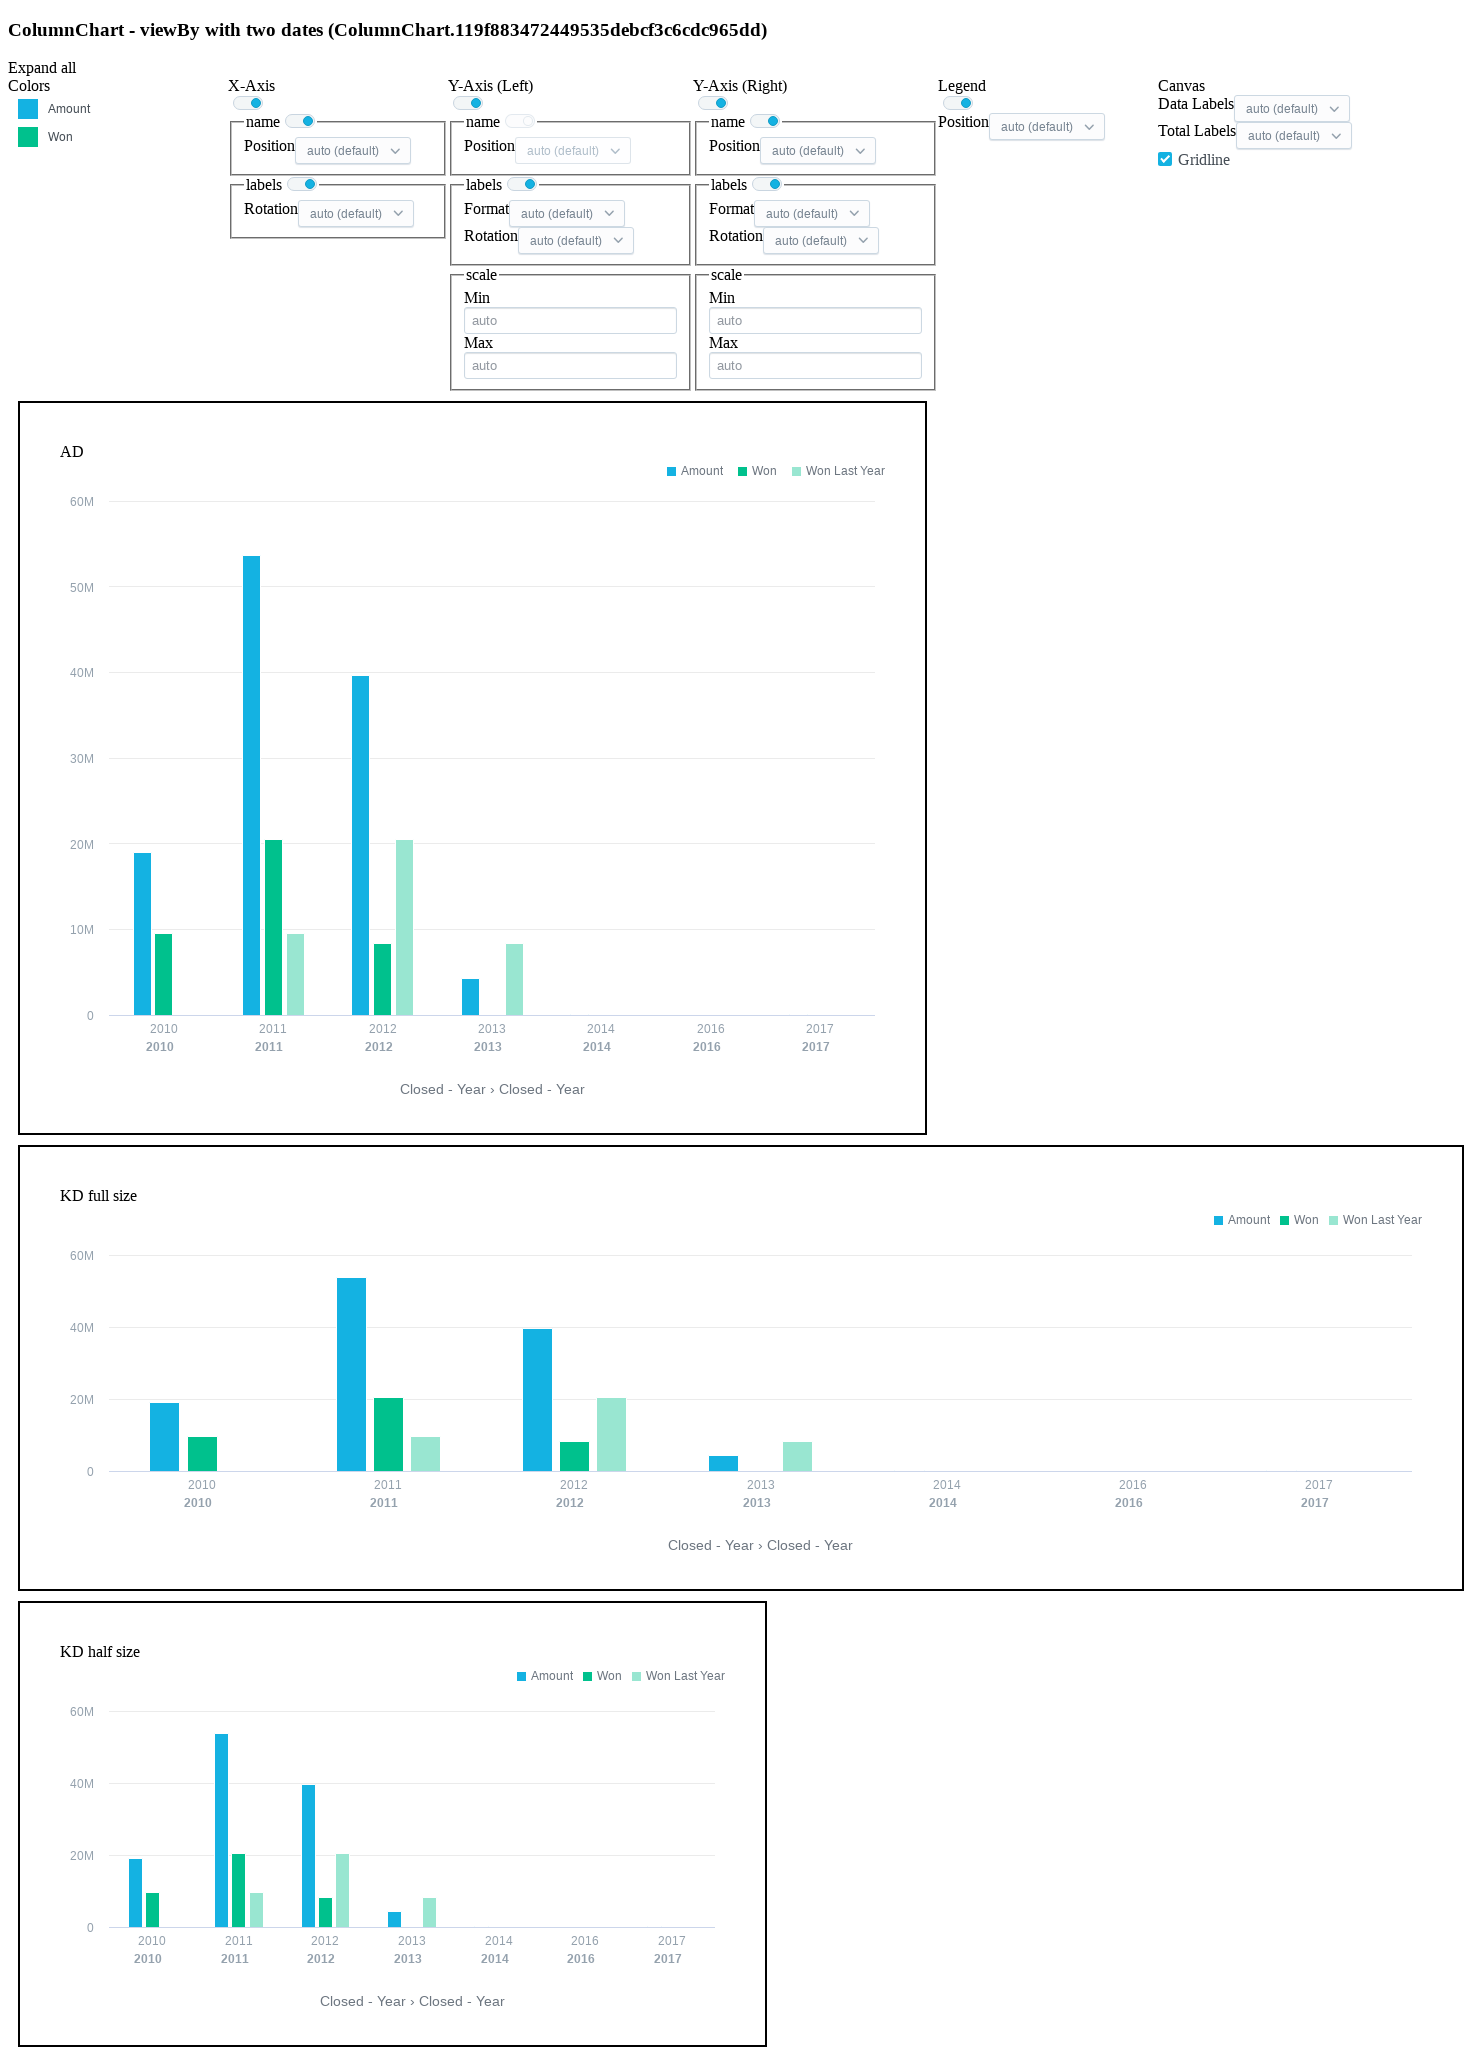 ColumnChart - viewBy with two dates (ColumnChart.119f883472449535debcf3c6cdc965dd)
Expand all
Colors
Amount
Won
X-Axis
name
Position auto (default)
labels
Rotation auto (default)
Y-Axis (Left)
name
Position auto (default)
labels
Format auto (default)
Rotation auto (default)
scale
Min
auto
Max
auto
Y-Axis (Right)
name
Position auto (default)
labels
Format auto (default)
Rotation auto (default)
scale
Min
auto
Max
auto
Legend
Position auto (default)
Canvas
Data Labels auto (default)
Total Labels auto (default)
Gridline
AD
Amount Won Won Last Year
60M
50M
40M
30M
20M
10M
0
2010 2011 2012 2013 2014 2016 2017
2010 2011 2012 2013 2014 2016 2017
Closed - Year › Closed - Year
KD full size
Amount Won Won Last Year
60M
40M
20M
0
2010 2011 2012 2013 2014 2016 2017
2010 2011 2012 2013 2014 2016 2017
Closed - Year › Closed - Year
KD half size
Amount Won Won Last Year
60M
40M
20M
0
2010 2011 2012 2013 2014 2016 2017
2010 2011 2012 2013 2014 2016 2017
Closed - Year › Closed - Year